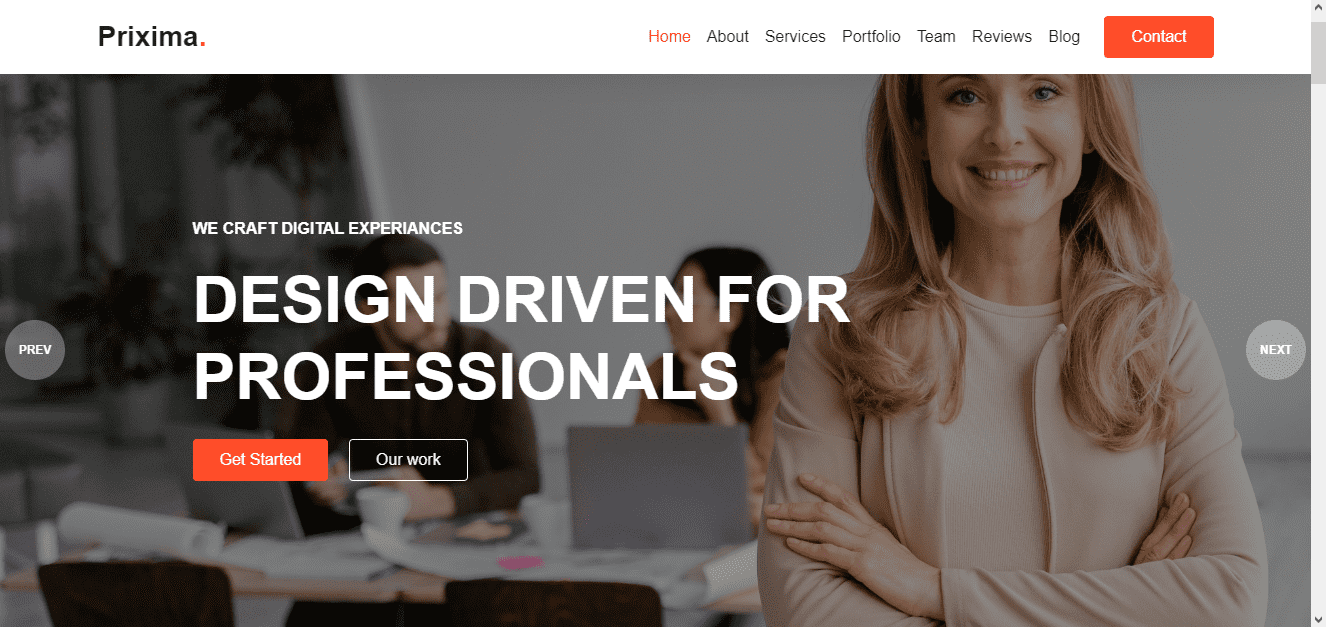 Prixima.
Home About Services Portfolio Team Reviews Blog Contact
WE CRAFT DIGITAL EXPERIANCES
DESIGN DRIVEN FOR
PROFESSIONALS
PREV
NEXT
Get Started Our work